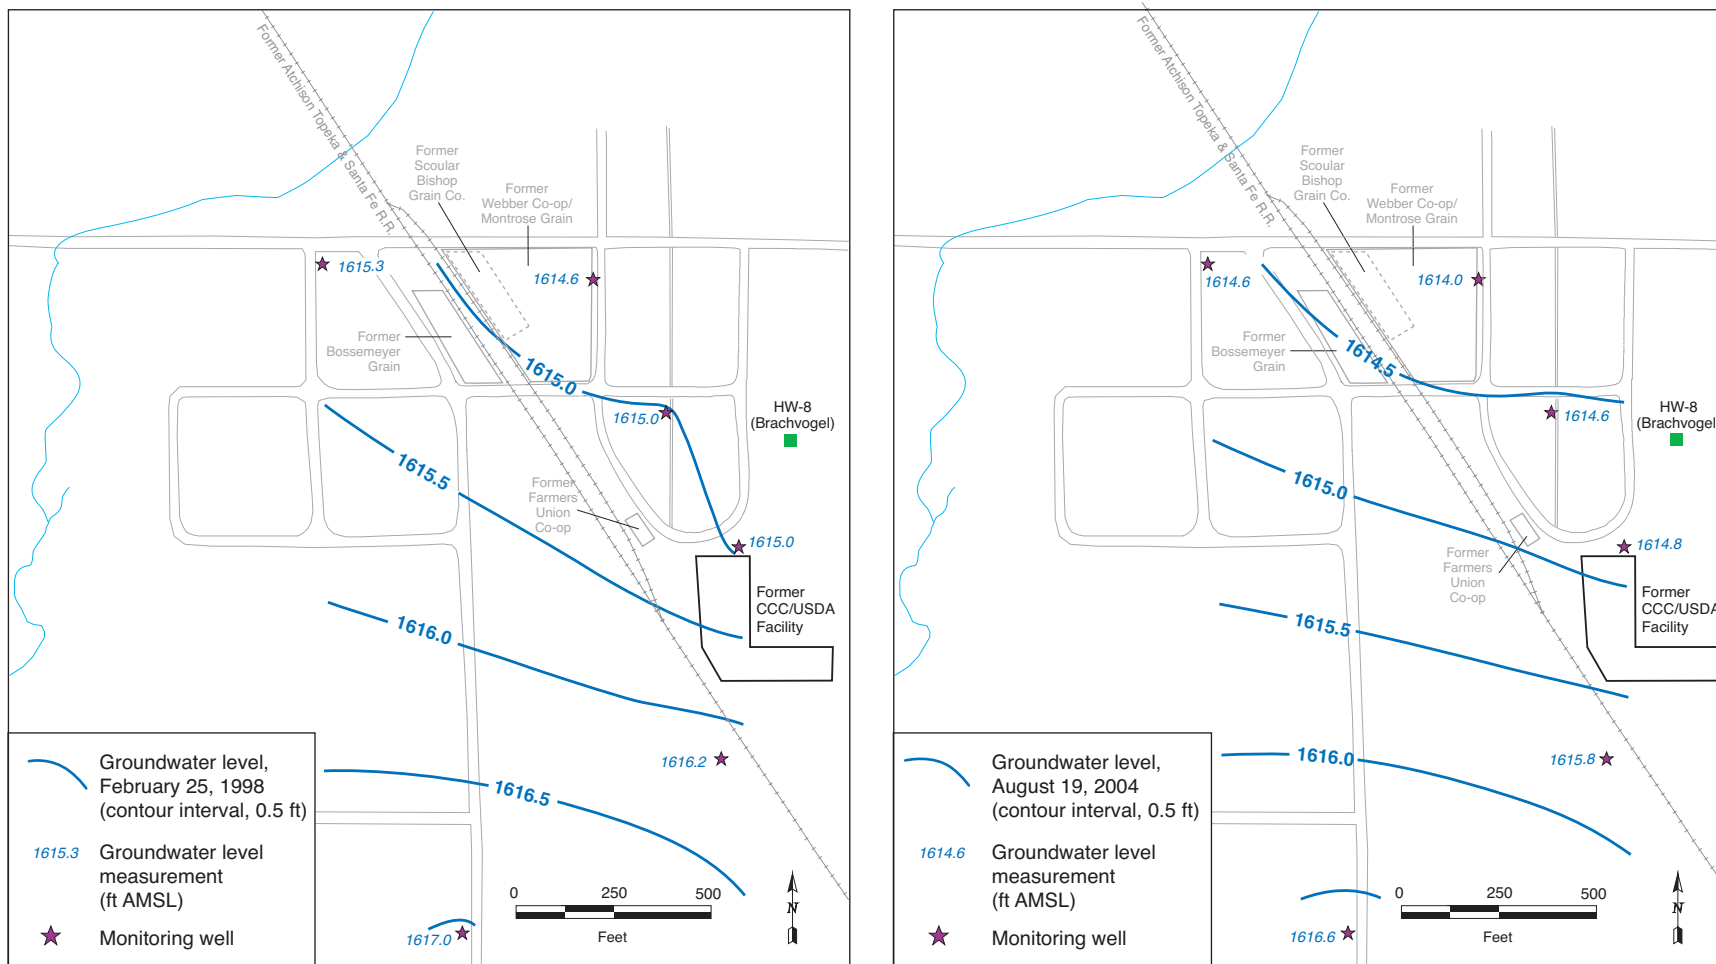 Former Atchison Topeka & Santa Fe R.R.
Former
Scoular
Bishop
Grain Co.
Former
Webber Co-op/
Montrose Grain
1615.3
1614.6
Former
Bossemeyer
Grain
1615.0
1615.0
HW-8
(Brachvogel)
1615.5
Former
Farmers
Union
Co-op
1615.0
Former
CCC/USDA
Facility
1616.0
1616.2
1616.5
1617.0
Groundwater level,
February 25, 1998
(contour interval, 0.5 ft)
1615.3
Groundwater level
measurement
(ft AMSL)
Monitoring well
0 250 500
Feet
N
Former Atchison Topeka & Santa Fe R.R.
Former
Scoular
Bishop
Grain Co.
Former
Webber Co-op/
Montrose Grain
1614.6
1614.0
Former
Bossemeyer
Grain
1614.5
1614.6
HW-8
(Brachvogel)
1615.0
1614.8
Former
Farmers
Union
Co-op
Former
CCC/USDA
Facility
1615.5
1615.8
1616.0
1616.6
Groundwater level,
August 19, 2004
(contour interval, 0.5 ft)
1614.6
Groundwater level
measurement
(ft AMSL)
Monitoring well
0 250 500
Feet
N